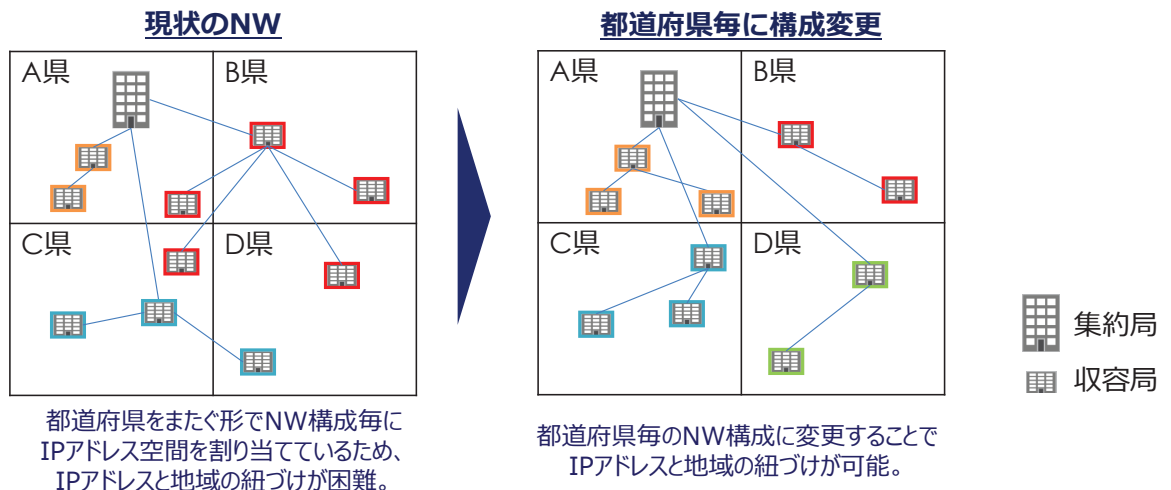 現状のNW
A県
B県
C県
D県
都道府県をまたぐ形でNW構成毎に
IPアドレス空間を割り当てているため、
IPアドレスと地域の紐づけが困難。
都道府県毎に構成変更
A県
B県
C県
D県
都道府県毎のNW構成に変更することで
IPアドレスと地域の紐づけが可能。
集約局
収容局